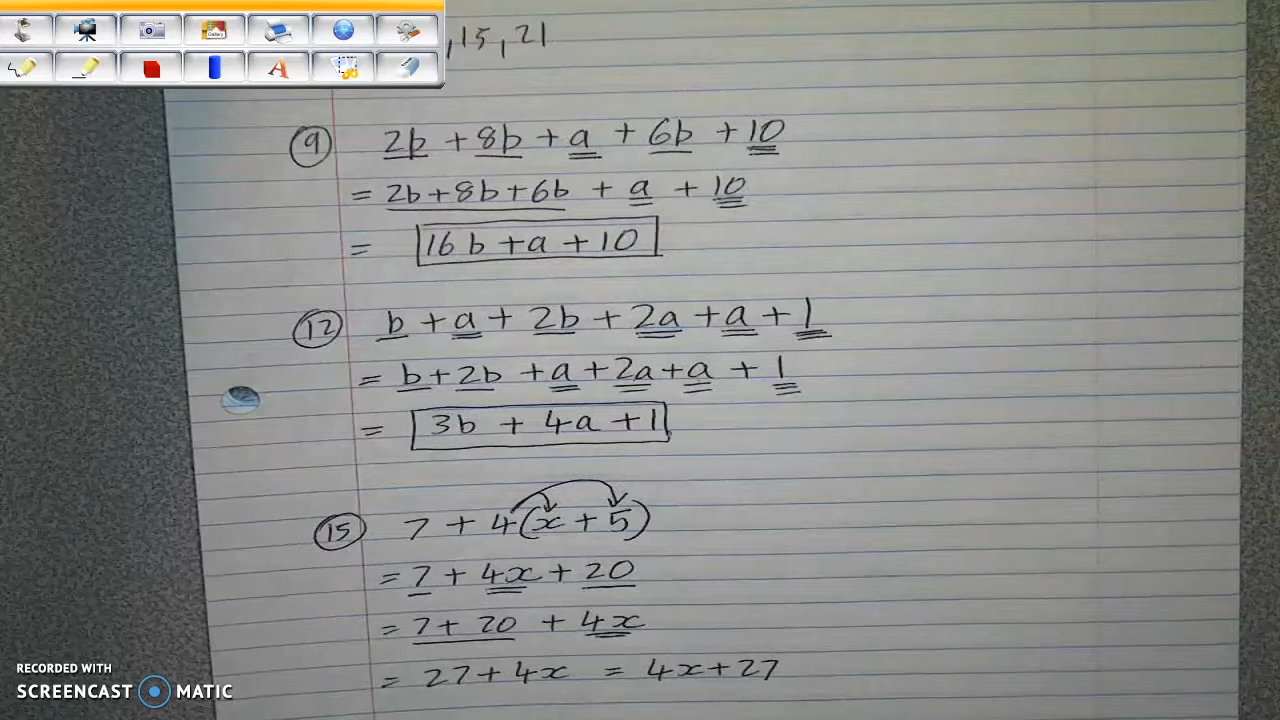 ,15,21
⑨ 2b + 8b + a + 6b + 10
= 2b + 8b + 6b + a + 10
= 16b + a + 10
⑫ b + a + 2b + 2a + a + 1
= b + 2b + a + 2a + a + 1
= 3b + 4a + 1
⑮ 7 + 4(x + 5)
= 7 + 4x + 20
= 7 + 20 + 4x
= 27 + 4x = 4x + 27
RECORDED WITH
SCREENCAST MATIC